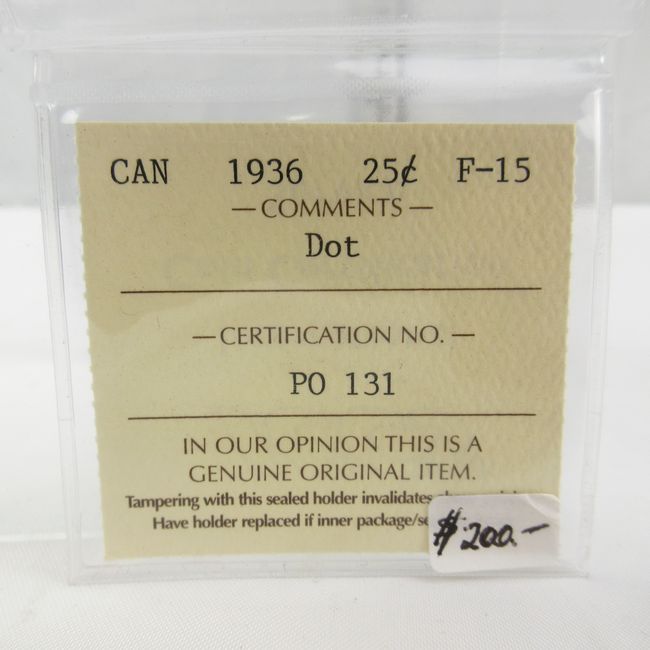 CAN 1936 25¢ F-15
— COMMENTS —
Dot
— CERTIFICATION NO. —
PO 131
IN OUR OPINION THIS IS A
GENUINE ORIGINAL ITEM.
Tampering with this sealed holder invalidates
Have holder replaced if inner package/se
$200.-